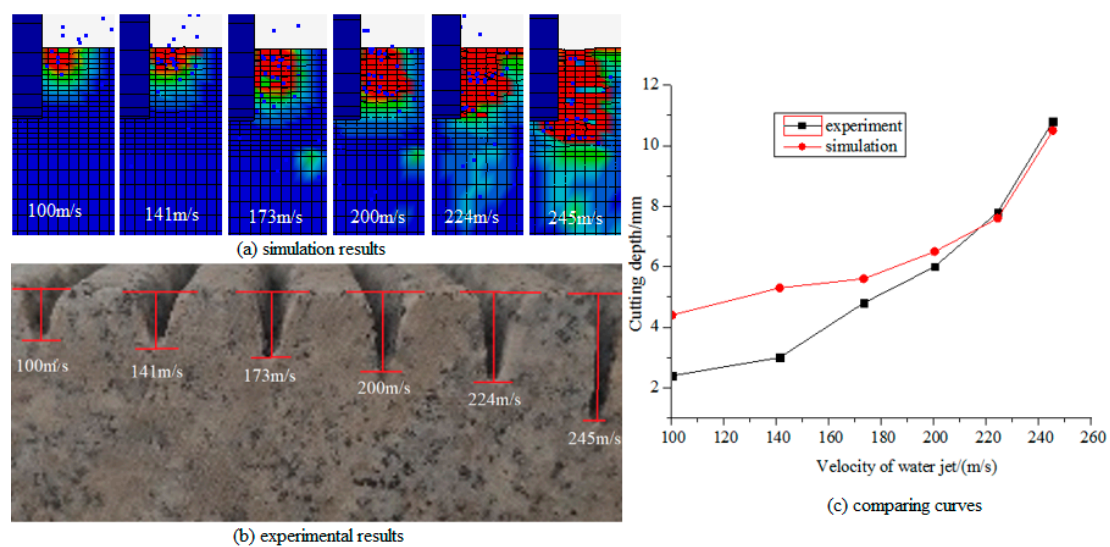 100m/s 141m/s 173m/s 200m/s 224m/s 245m/s
(a) simulation results
100m/s 141m/s 173m/s 200m/s 224m/s 245m/s
(b) experimental results
12
10
8
6
4
2
Cutting depth/mm
experiment
simulation
100 120 140 160 180 200 220 240 260
Velocity of water jet/(m/s)
(c) comparing curves